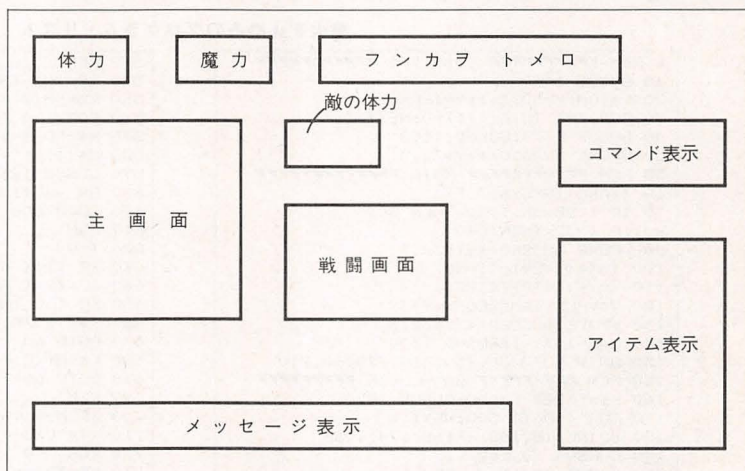 体力
魔力
フンカヲ トメロ
敵の体力
コマンド表示
主画面
戦闘画面
アイテム表示
メッセージ表示